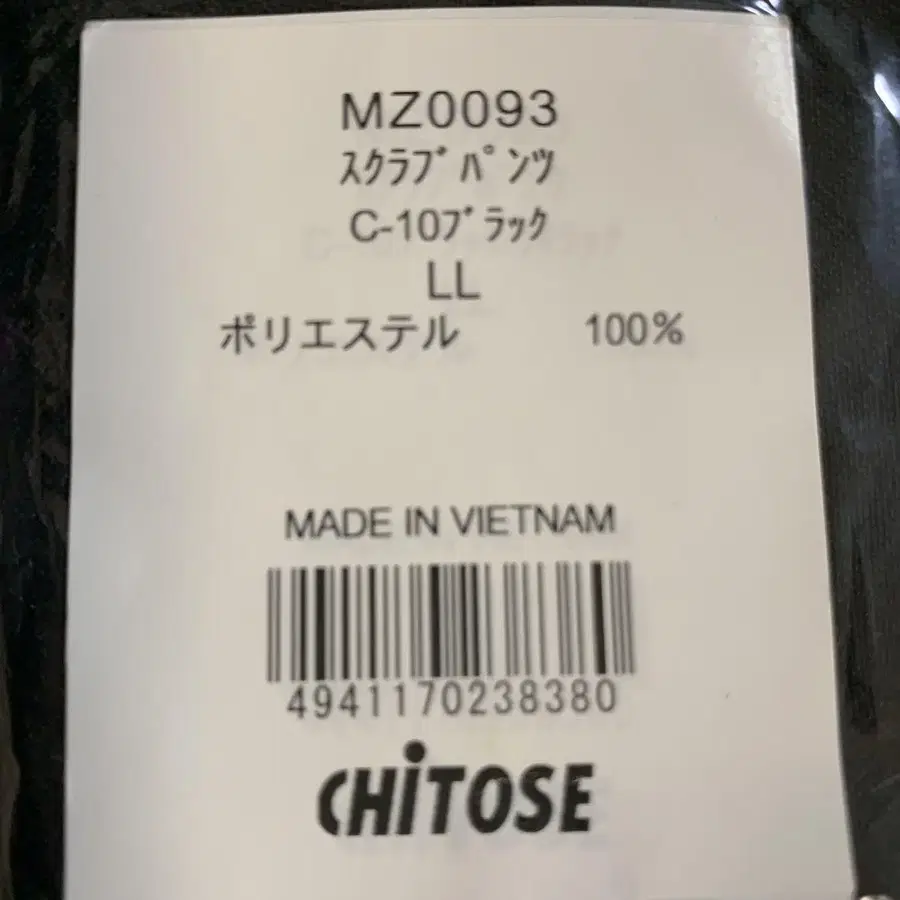 MZ0093
ｽｸﾗﾌﾞﾊﾟﾝﾂ
C-10ﾌﾞﾗｯｸ
LL
ポリエステル 100%
MADE IN VIETNAM
4941170238380
CHiTOSE